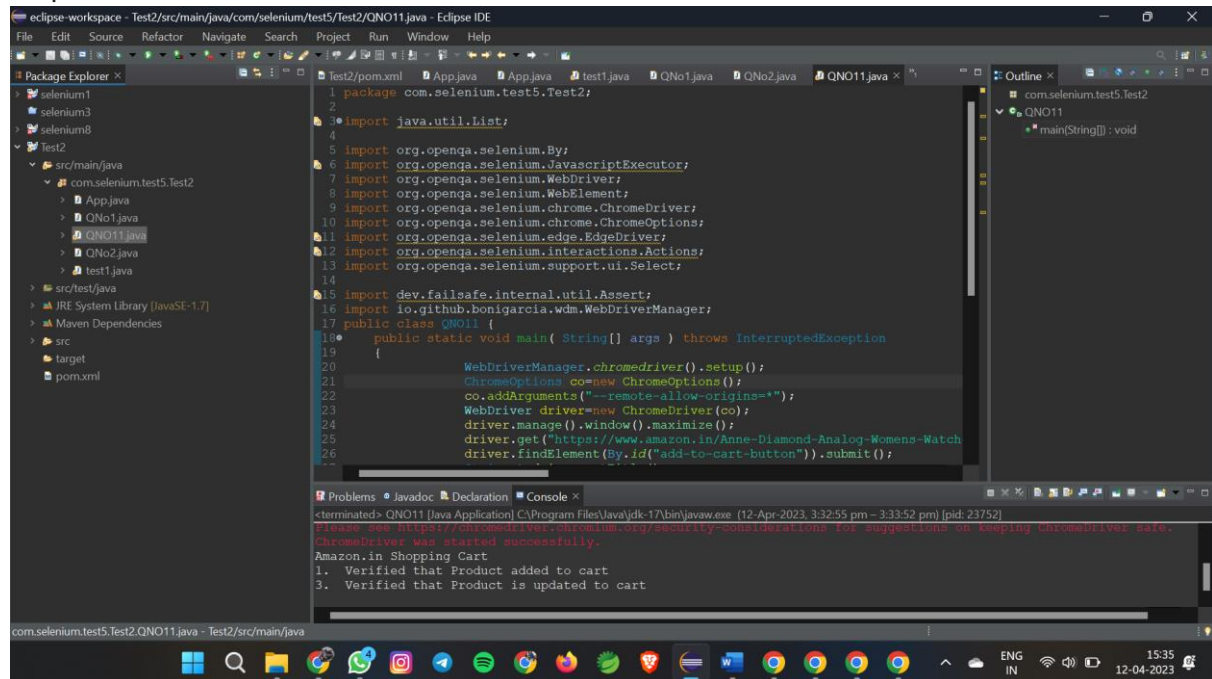 eclipse-workspace - Test2/src/main/java/com/selenium/test5/Test2/QNO11.java - Eclipse IDE
File Edit Source Refactor Navigate Search Project Run Window Help
Package Explorer ×
selenium1
selenium3
selenium8
Test2
src/main/java
com.selenium.test5.Test2
App.java
QNo1.java
QNO11.java
QNo2.java
test1.java
src/test/java
JRE System Library [JavaSE-1.7]
Maven Dependencies
src
target
pom.xml
Test2/pom.xml App.java App.java test1.java QNo1.java QNo2.java QNO11.java ×
1 package com.selenium.test5.Test2;
2
3 import java.util.List;
4
5 import org.openqa.selenium.By;
6 import org.openqa.selenium.JavascriptExecutor;
7 import org.openqa.selenium.WebDriver;
8 import org.openqa.selenium.WebElement;
9 import org.openqa.selenium.chrome.ChromeDriver;
10 import org.openqa.selenium.chrome.ChromeOptions;
11 import org.openqa.selenium.edge.EdgeDriver;
12 import org.openqa.selenium.interactions.Actions;
13 import org.openqa.selenium.support.ui.Select;
14
15 import dev.failsafe.internal.util.Assert;
16 import io.github.bonigarcia.wdm.WebDriverManager;
17 public class QNO11 {
18 public static void main( String[] args ) throws InterruptedException
19 {
20 WebDriverManager.chromedriver().setup();
21 ChromeOptions co=new ChromeOptions();
22 co.addArguments("--remote-allow-origins=*");
23 WebDriver driver=new ChromeDriver(co);
24 driver.manage().window().maximize();
25 driver.get("https://www.amazon.in/Anne-Diamond-Analog-Womens-Watch
26 driver.findElement(By.id("add-to-cart-button")).submit();
Outline ×
com.selenium.test5.Test2
QNO11
main(String[]) : void
Problems Javadoc Declaration Console ×
<terminated> QNO11 [Java Application] C:\Program Files\Java\jdk-17\bin\javaw.exe (12-Apr-2023, 3:32:55 pm – 3:33:52 pm) [pid: 23752]
Please see https://chromedriver.chromium.org/security-considerations for suggestions on keeping ChromeDriver safe.
ChromeDriver was started successfully.
Amazon.in Shopping Cart
1. Verified that Product added to cart
3. Verified that Product is updated to cart
com.selenium.test5.Test2.QNO11.java - Test2/src/main/java
4
ENG
IN
15:35
12-04-2023